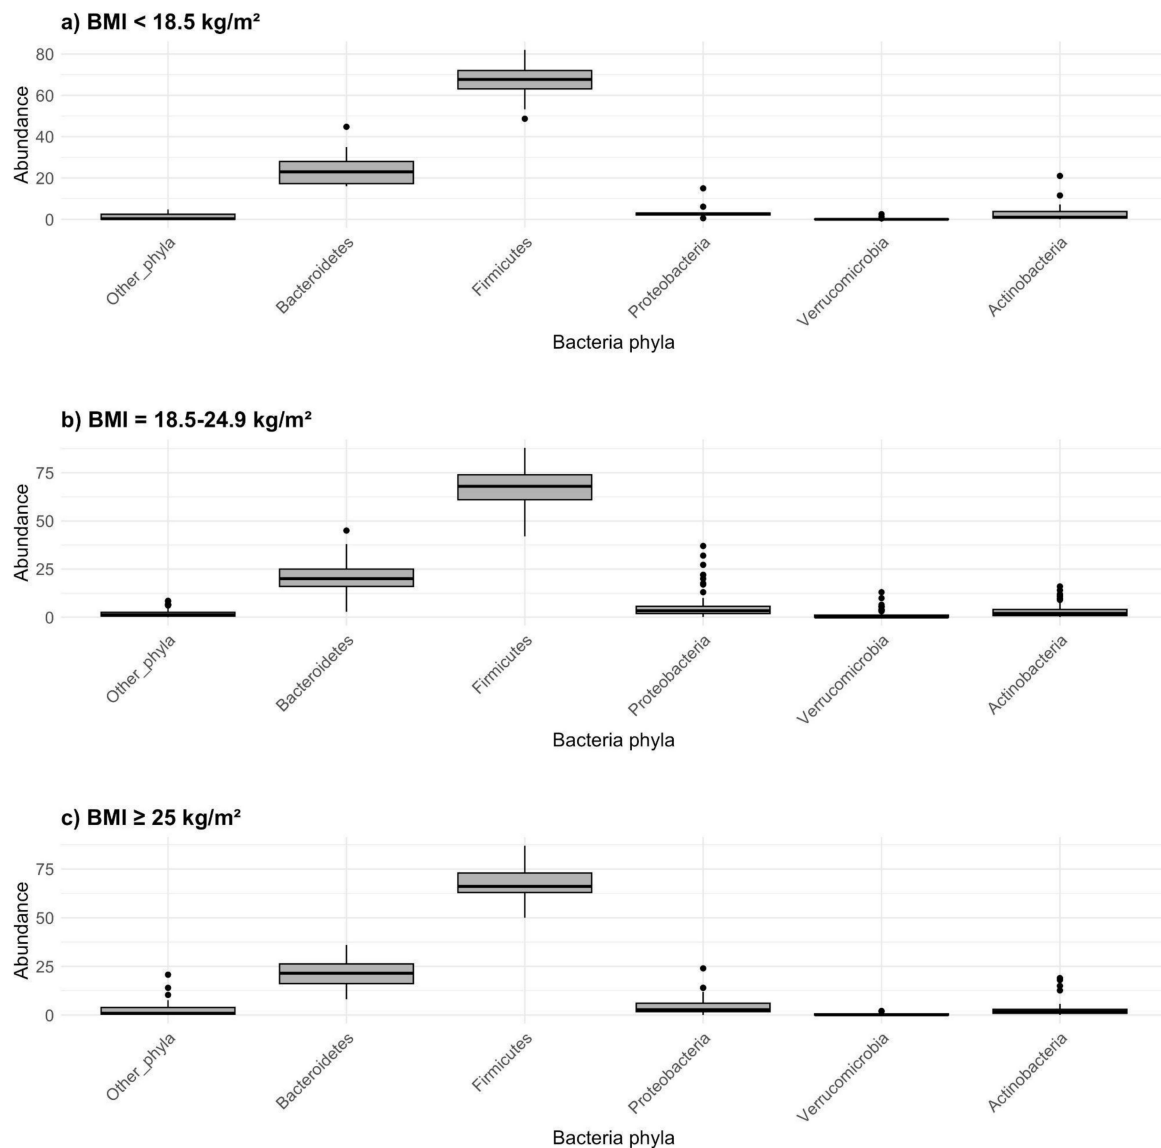 a) BMI < 18.5 kg/m²
80
60
40
20
0
Abundance
Other_phyla
Bacteroidetes
Firmicutes
Proteobacteria
Verrucomicrobia
Actinobacteria
Bacteria phyla
b) BMI = 18.5-24.9 kg/m²
75
50
25
0
Abundance
Other_phyla
Bacteroidetes
Firmicutes
Proteobacteria
Verrucomicrobia
Actinobacteria
Bacteria phyla
c) BMI ≥ 25 kg/m²
75
50
25
0
Abundance
Other_phyla
Bacteroidetes
Firmicutes
Proteobacteria
Verrucomicrobia
Actinobacteria
Bacteria phyla